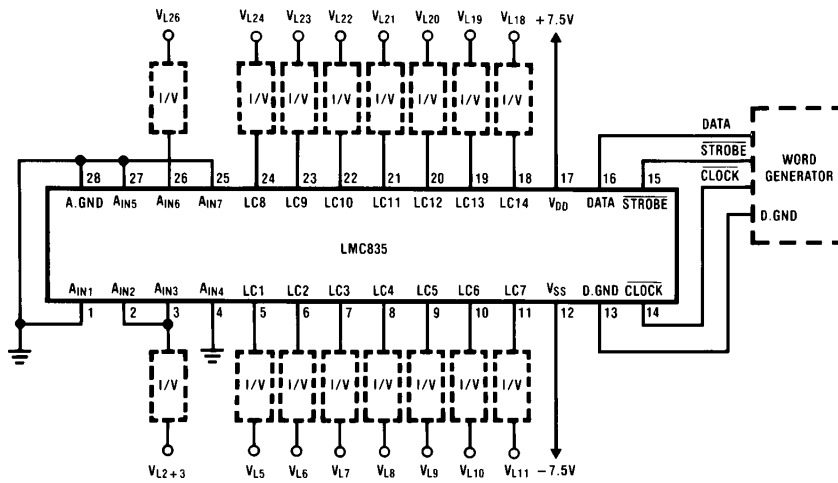 VL26 VL24 VL23 VL22 VL21 VL20 VL19 VL18 +7.5V
I/V I/V I/V I/V I/V I/V I/V I/V
DATA
STROBE
CLOCK
WORD
GENERATOR
D.GND
28 27 26 25 24 23 22 21 20 19 18 17 16 15
A.GND AIN5 AIN6 AIN7 LC8 LC9 LC10 LC11 LC12 LC13 LC14 VDD DATA STROBE
LMC835
AIN1 AIN2 AIN3 AIN4 LC1 LC2 LC3 LC4 LC5 LC6 LC7 VSS D.GND CLOCK
1 2 3 4 5 6 7 8 9 10 11 12 13 14
I/V I/V I/V I/V I/V I/V I/V I/V
VL2+3 VL5 VL6 VL7 VL8 VL9 VL10 VL11 −7.5V